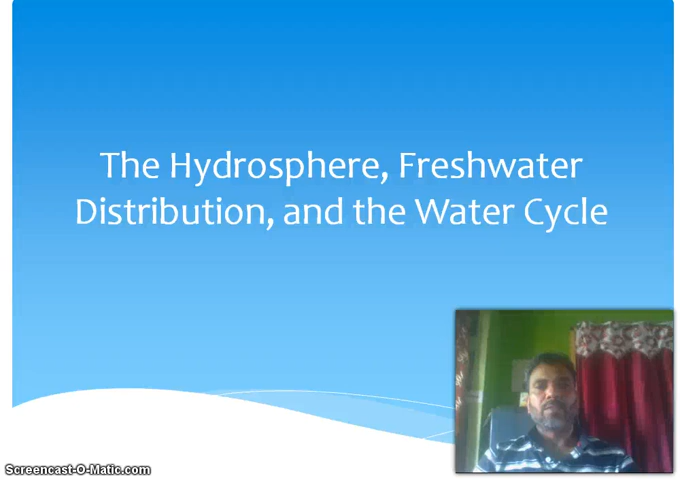 The Hydrosphere, Freshwater
Distribution, and the Water Cycle
Screencast-O-Matic.com